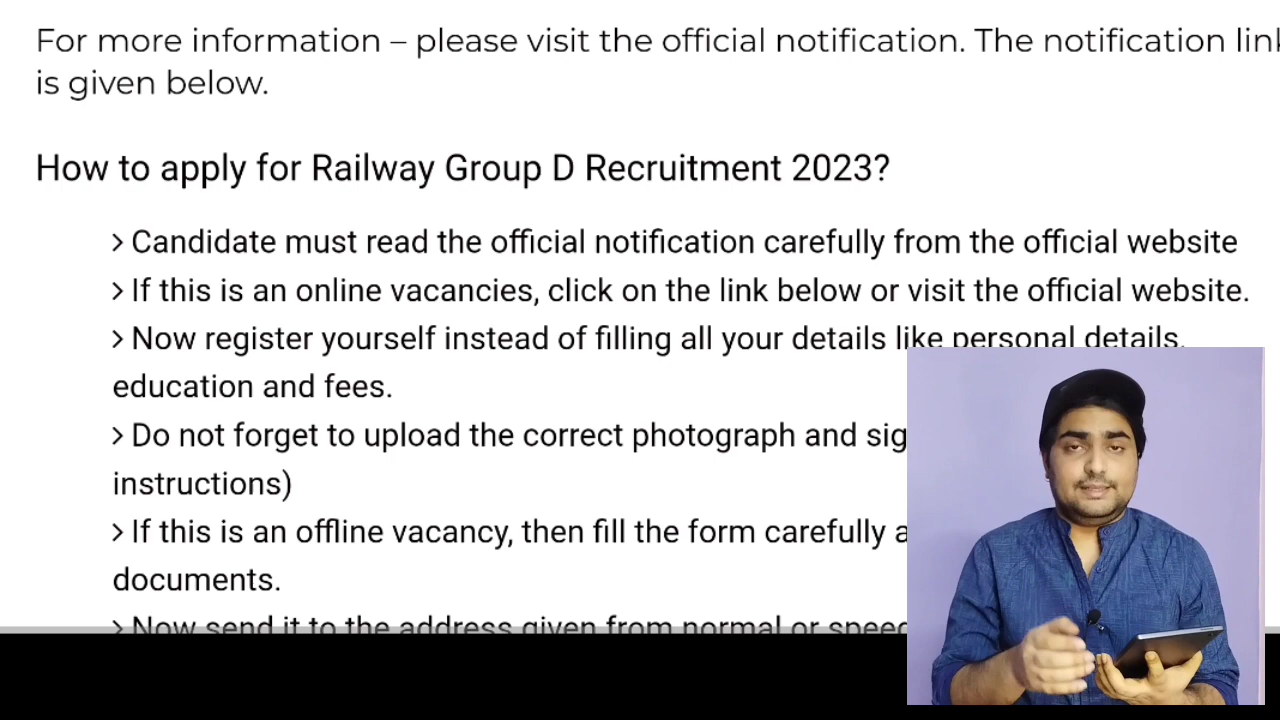 For more information – please visit the official notification. The notification link
is given below.
How to apply for Railway Group D Recruitment 2023?
> Candidate must read the official notification carefully from the official website
> If this is an online vacancies, click on the link below or visit the official website.
> Now register yourself instead of filling all your details like personal details,
education and fees.
> Do not forget to upload the correct photograph and
instructions)
> If this is an offline vacancy, then fill the form carefully
documents.
> Now send it to the address given from normal or